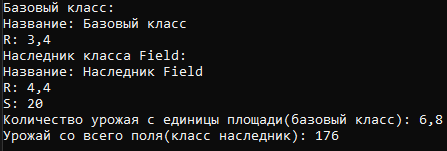 Базовый класс:
Название: Базовый класс
R: 3,4
Наследник класса Field:
Название: Наследник Field
R: 4,4
S: 20
Количество урожая с единицы площади(базовый класс): 6,8
Урожай со всего поля(класс наследник): 176